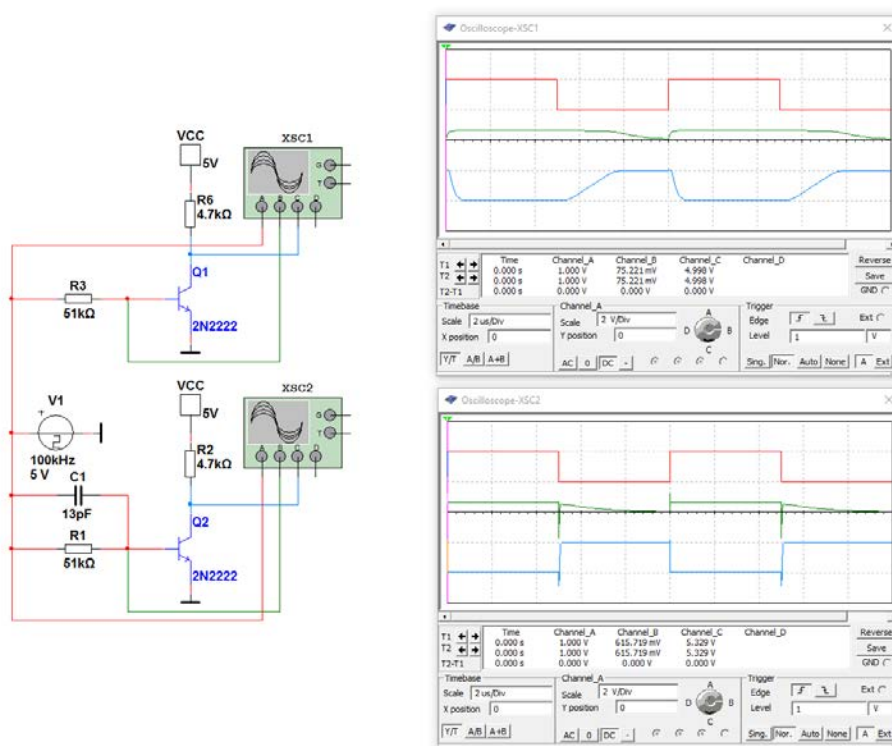 VCC
5V
R6
4.7kΩ
XSC1
G
T
A B C D
Q1
2N2222
R3
51kΩ
VCC
5V
R2
4.7kΩ
XSC2
G
T
A B C D
V1
+
100kHz
5 V
C1
13pF
Q2
R1
51kΩ
2N2222
Oscilloscope-XSC1
Time Channel_A Channel_B Channel_C Channel_D
T1 0.000 s 1.000 V 75.221 mV 4.998 V
T2 0.000 s 1.000 V 75.221 mV 4.998 V
T2-T1 0.000 s 0.000 V 0.000 V 0.000 V
Reverse
Save
GND
Timebase
Scale 2 us/Div
X position 0
Y/T A/B A+B
Channel_A
Scale 2 V/Div
Y position 0
AC 0 DC -
A
D B
C
Trigger
Edge Ext
Level 1 V
Sing. Nor. Auto None A Ext
Oscilloscope-XSC2
Time Channel_A Channel_B Channel_C Channel_D
T1 0.000 s 1.000 V 615.719 mV 5.329 V
T2 0.000 s 1.000 V 615.719 mV 5.329 V
T2-T1 0.000 s 0.000 V 0.000 V 0.000 V
Reverse
Save
GND
Timebase
Scale 2 us/Div
X position 0
Y/T A/B A+B
Channel_A
Scale 2 V/Div
Y position 0
AC 0 DC -
A
D B
C
Trigger
Edge Ext
Level 1 V
Sing. Nor. Auto None A Ext